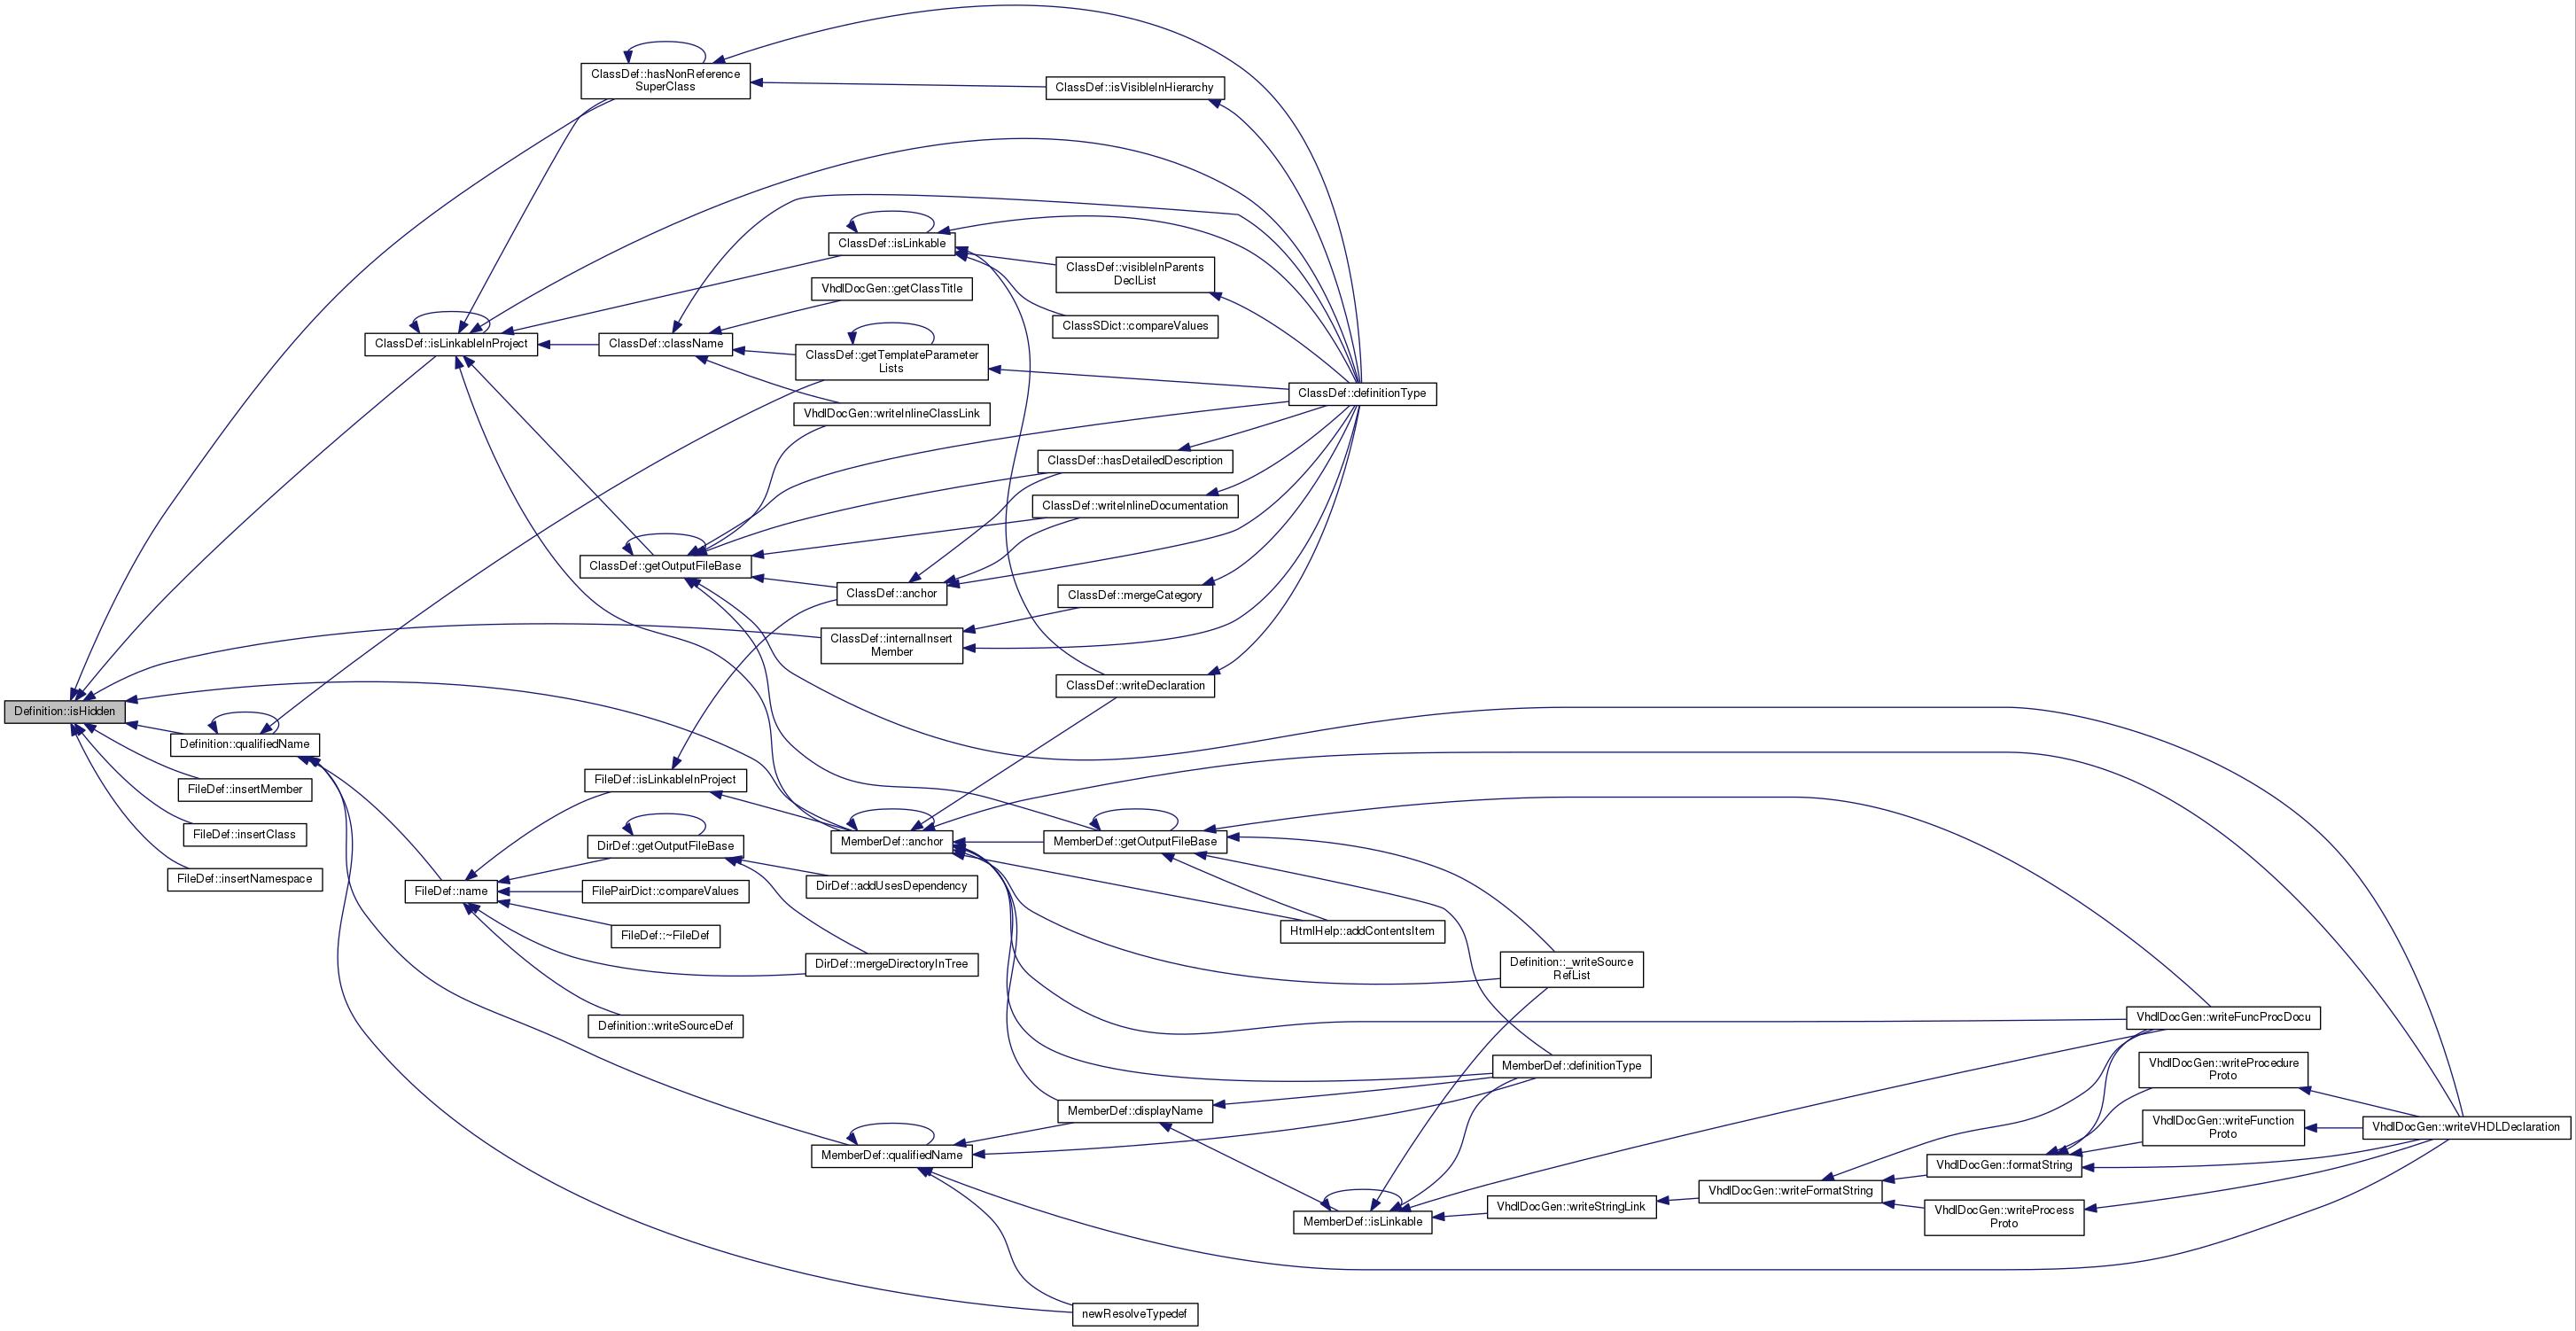 ClassDef::hasNonReference
SuperClass
ClassDef::isVisibleInHierarchy
ClassDef::isLinkable
ClassDef::visibleInParents
DeclList
VhdlDocGen::getClassTitle
ClassSDict::compareValues
ClassDef::isLinkableInProject
ClassDef::className
ClassDef::getTemplateParameter
Lists
ClassDef::definitionType
VhdlDocGen::writeInlineClassLink
ClassDef::hasDetailedDescription
ClassDef::writeInlineDocumentation
ClassDef::getOutputFileBase
ClassDef::anchor
ClassDef::mergeCategory
ClassDef::internalInsert
Member
ClassDef::writeDeclaration
Definition::isHidden
Definition::qualifiedName
FileDef::isLinkableInProject
FileDef::insertMember
FileDef::insertClass
MemberDef::anchor
MemberDef::getOutputFileBase
DirDef::getOutputFileBase
FileDef::insertNamespace
FileDef::name
FilePairDict::compareValues
DirDef::addUsesDependency
FileDef::~FileDef
HtmlHelp::addContentsItem
DirDef::mergeDirectoryInTree
Definition::_writeSource
RefList
Definition::writeSourceDef
VhdlDocGen::writeFuncProcDocu
MemberDef::definitionType
VhdlDocGen::writeProcedure
Proto
MemberDef::displayName
VhdlDocGen::writeFunction
Proto
VhdlDocGen::writeVHDLDeclaration
MemberDef::qualifiedName
VhdlDocGen::formatString
VhdlDocGen::writeFormatString
VhdlDocGen::writeStringLink
VhdlDocGen::writeProcess
Proto
MemberDef::isLinkable
newResolveTypedef